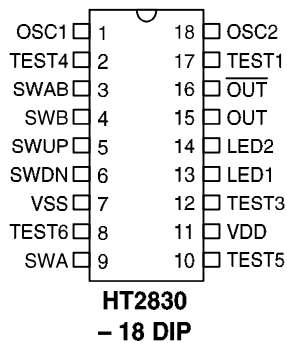 OSC1 1 18 OSC2
TEST4 2 17 TEST1
SWAB 3 16 O̅U̅T̅
SWB 4 15 OUT
SWUP 5 14 LED2
SWDN 6 13 LED1
VSS 7 12 TEST3
TEST6 8 11 VDD
SWA 9 10 TEST5
HT2830
– 18 DIP